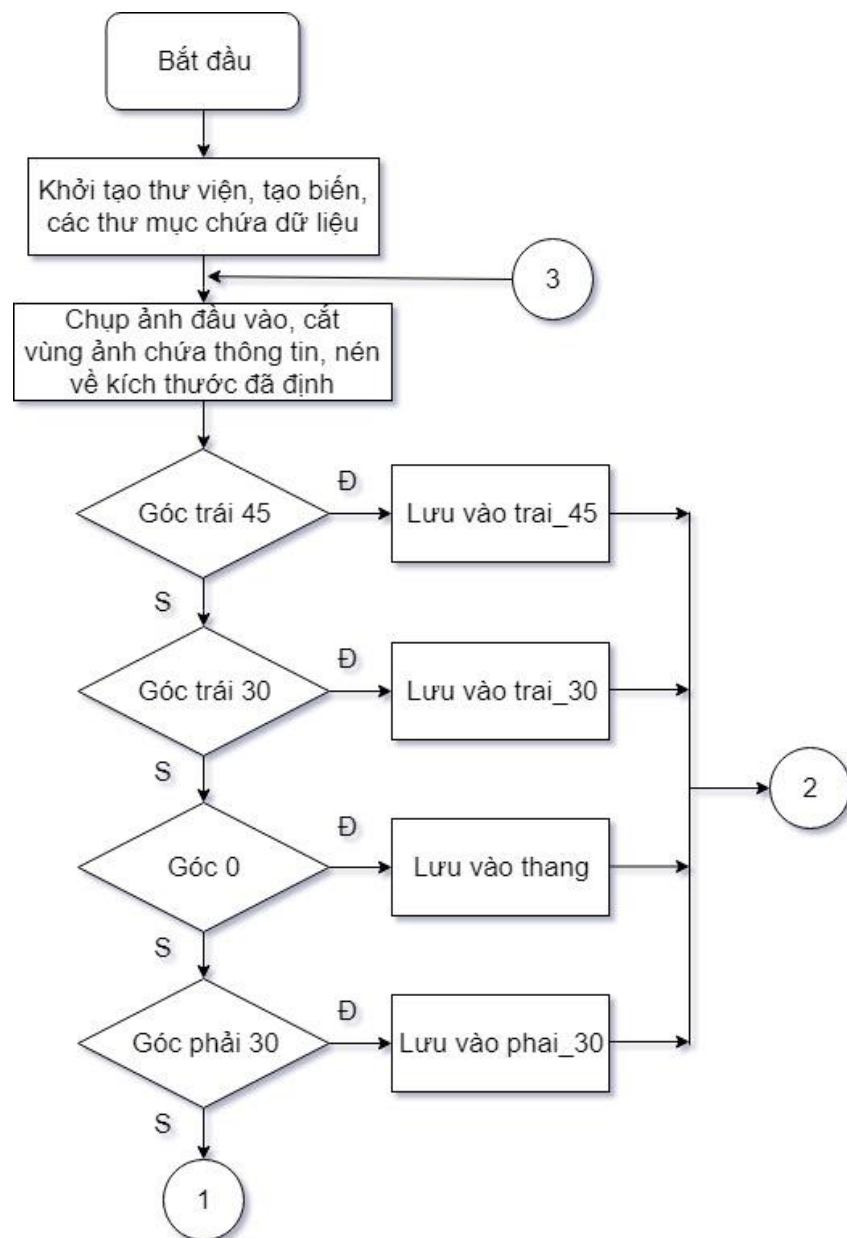 Bắt đầu
Khởi tạo thư viện, tạo biến,
các thư mục chứa dữ liệu
3
Chụp ảnh đầu vào, cắt
vùng ảnh chứa thông tin, nén
về kích thước đã định
Góc trái 45
Đ
Lưu vào trai_45
S
Góc trái 30
Đ
Lưu vào trai_30
S
2
Góc 0
Đ
Lưu vào thang
S
Góc phải 30
Đ
Lưu vào phai_30
S
1